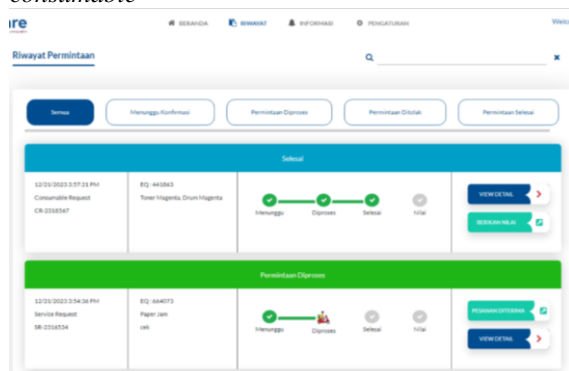 consumable
are
BERANDA RIWAYAT INFORMASI PENGATURAN
Riwayat Permintaan
Semua Menunggu Konfirmasi Permintaan Diproses Permintaan Ditolak Permintaan Selesai
Selesai
12/21/2023 3:57:21 PM
Consumable Request
CR-2318567
EQ : 441863
Toner Magenta, Drum Magenta
Menunggu Diproses Selesai Nilai
VIEW DETAIL
BERIKAN NILAI
Permintaan Diproses
12/21/2023 3:54:36 PM
Service Request
SR-2316534
EQ : 664073
Paper Jam
cek
Menunggu Diproses Selesai Nilai
PESANAN DITERIMA
VIEW DETAIL